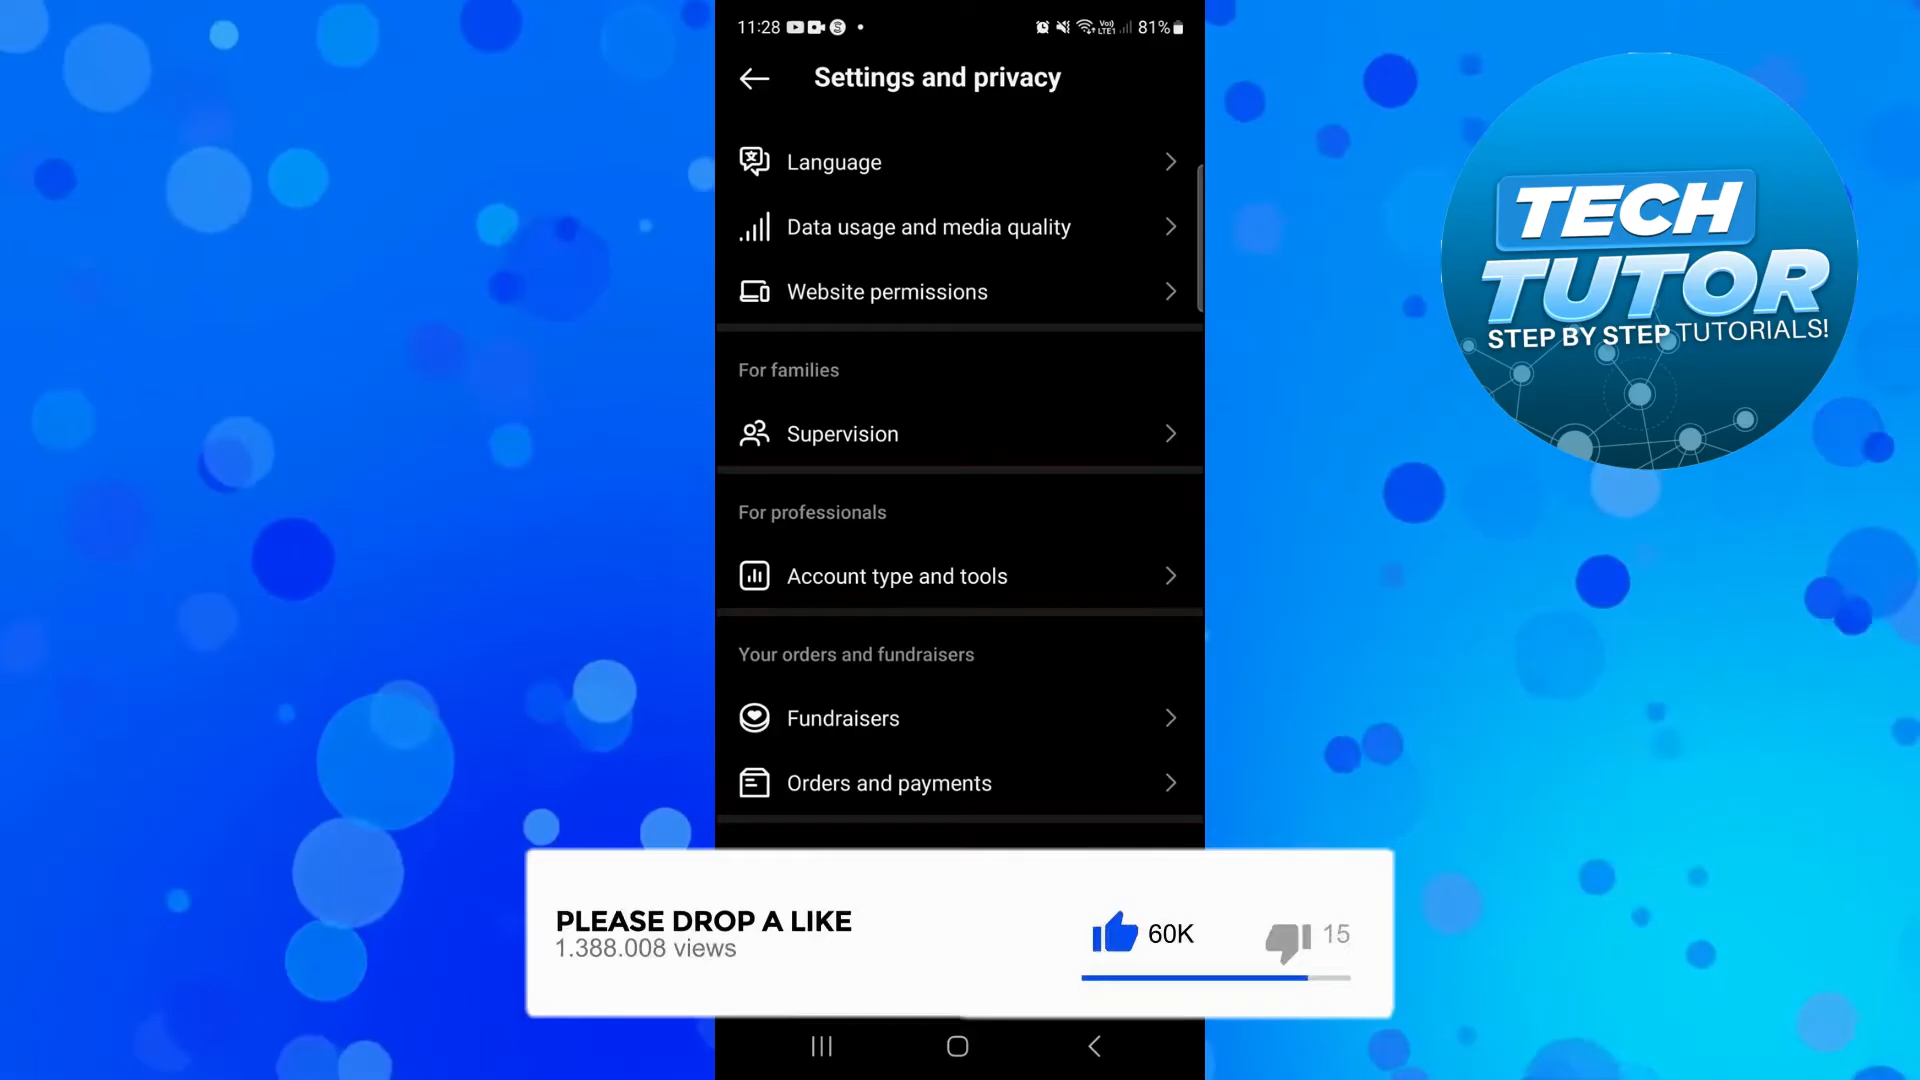 11:28
Vo))
LTE1
81%
Settings and privacy
Language
Data usage and media quality
Website permissions
For families
Supervision
For professionals
Account type and tools
Your orders and fundraisers
Fundraisers
Orders and payments
TECH
TUTOR
STEP BY STEP TUTORIALS!
PLEASE DROP A LIKE
1.388.008 views
60K
15